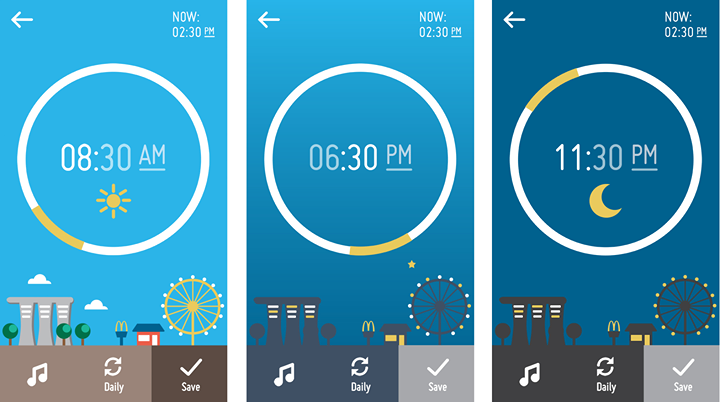 NOW:
02:30 PM
08:30 AM
Daily
Save
NOW:
02:30 PM
06:30 PM
Daily
Save
NOW:
02:30 PM
11:30 PM
Daily
Save